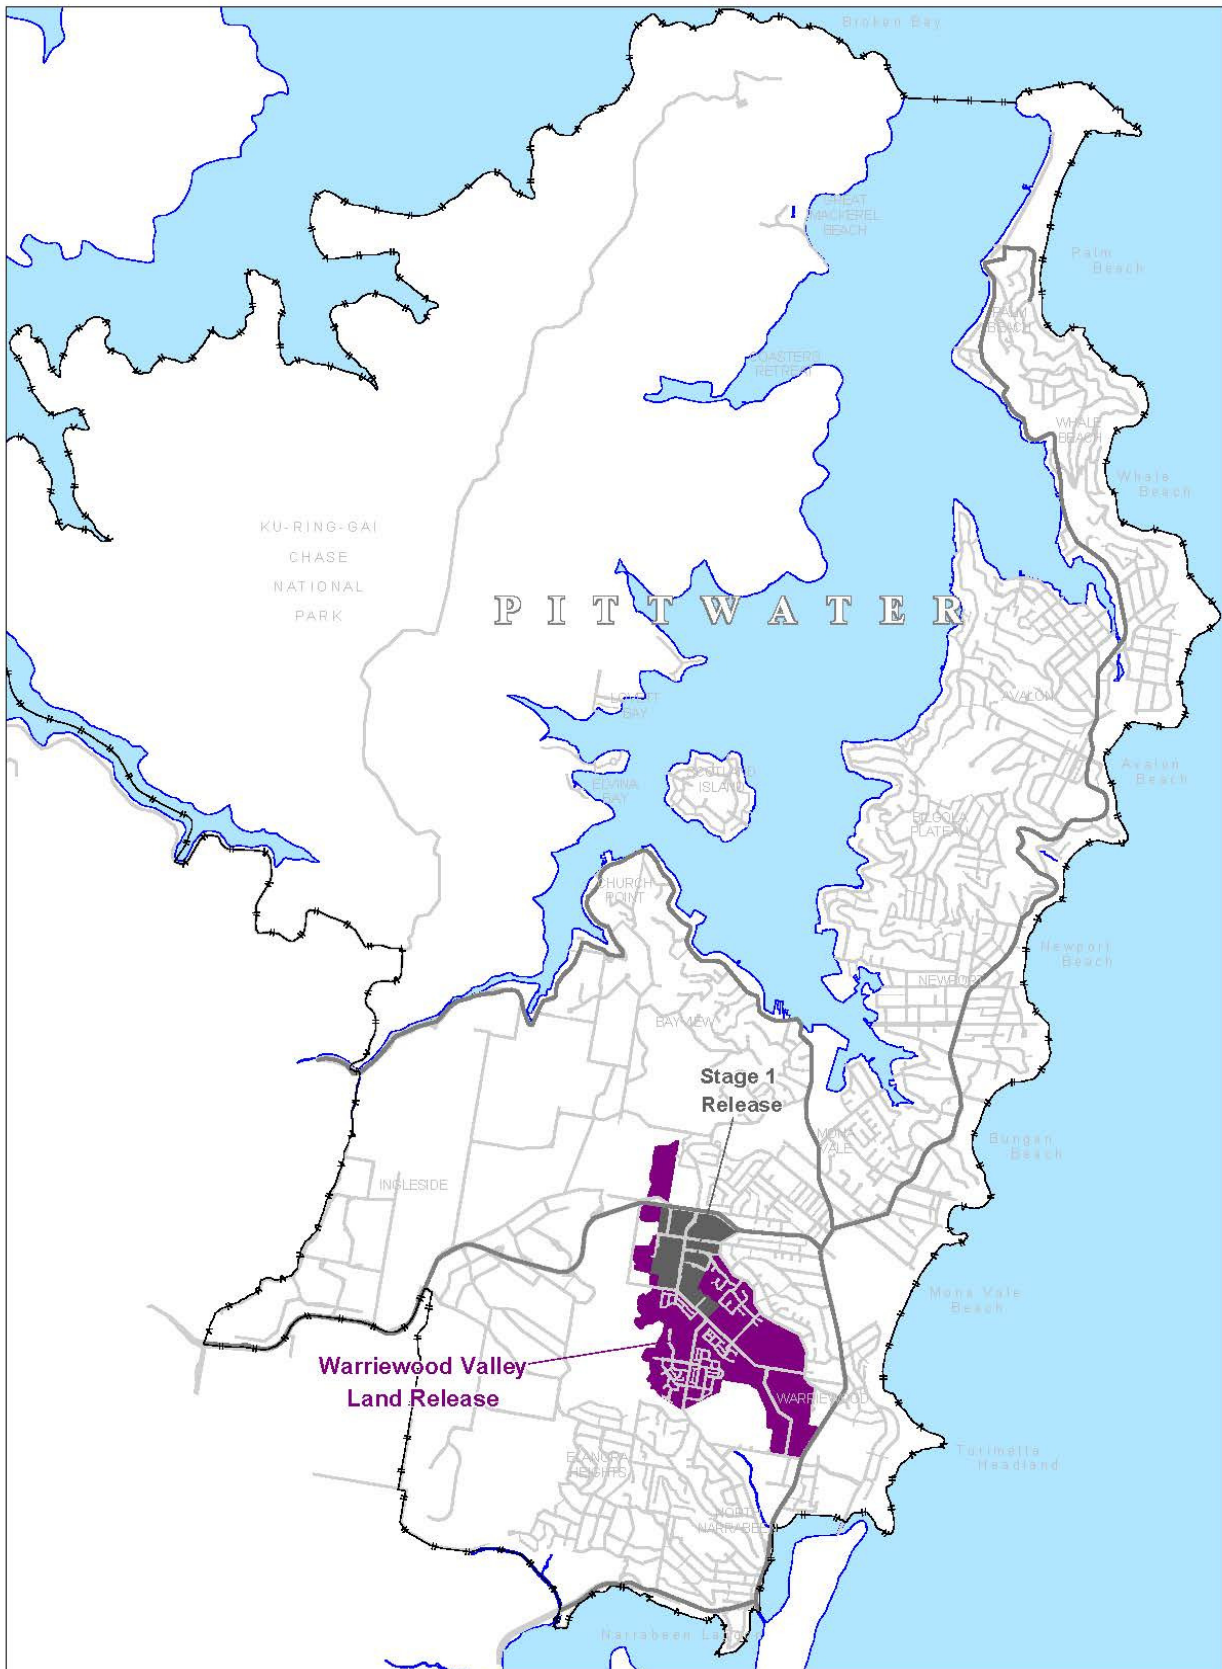 Broken Bay
GREAT
MACKEREL
BEACH
Palm
Beach
PALM
BEACH
COASTERS
RETREAT
WHALE
BEACH
Whale
Beach
KU-RING-GAI
CHASE
NATIONAL
PARK
PITTWATER
LOVETT
BAY
AVALON
SCOTLAND
ISLAND
ELVINA
BAY
Avalon
Beach
BILGOLA
PLATEAU
CHURCH
POINT
Newport
Beach
NEWPORT
BAYVIEW
Stage 1
Release
MONA
VALE
Bungan
Beach
INGLESIDE
Mona Vale
Beach
Warriewood Valley
Land Release
WARRIEWOOD
Turimetta
Headland
ELANORA
HEIGHTS
NORTH
NARRABEEN
Narrabeen Lagoon